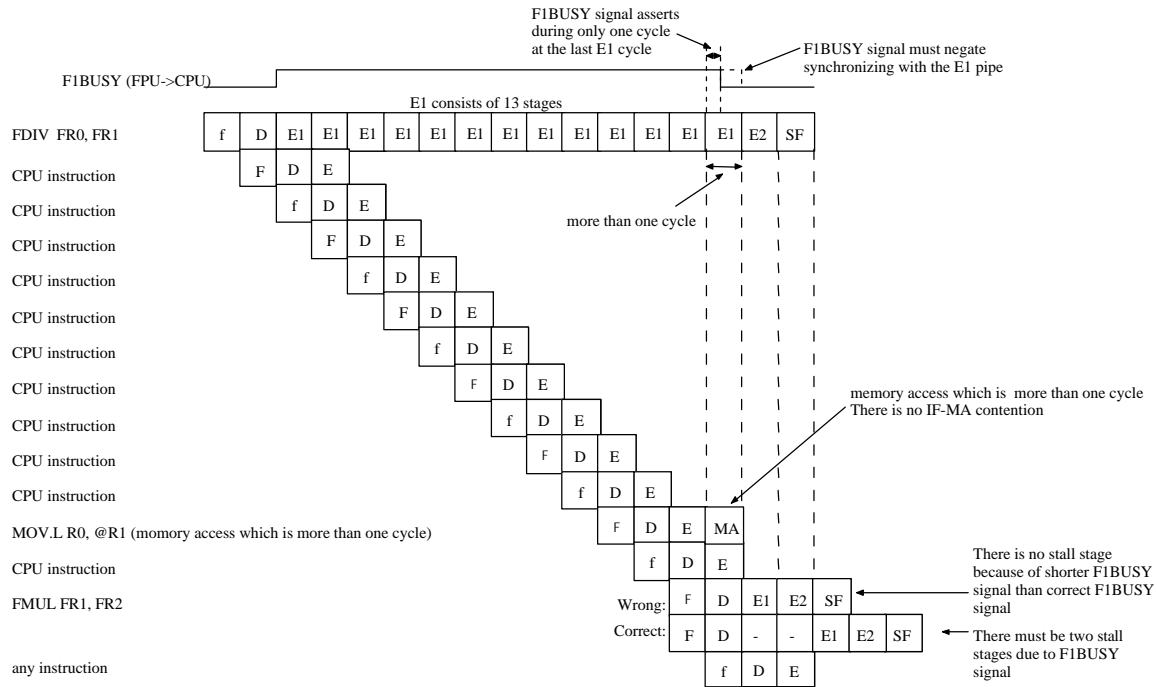 F1BUSY signal asserts
during only one cycle
at the last E1 cycle
F1BUSY signal must negate
synchronizing with the E1 pipe
F1BUSY (FPU->CPU)
E1 consists of 13 stages
FDIV FR0, FR1 f D E1 E1 E1 E1 E1 E1 E1 E1 E1 E1 E1 E1 E1 E2 SF
CPU instruction F D E
more than one cycle
CPU instruction f D E
CPU instruction F D E
CPU instruction f D E
CPU instruction F D E
CPU instruction f D E
CPU instruction F D E
memory access which is more than one cycle
There is no IF-MA contention
CPU instruction f D E
CPU instruction F D E
CPU instruction f D E
MOV.L R0, @R1 (momory access which is more than one cycle) F D E MA
CPU instruction f D E
There is no stall stage
because of shorter F1BUSY
signal than correct F1BUSY
signal
FMUL FR1, FR2 Wrong: F D E1 E2 SF
Correct: F D - - E1 E2 SF
There must be two stall
stages due to F1BUSY
signal
any instruction f D E